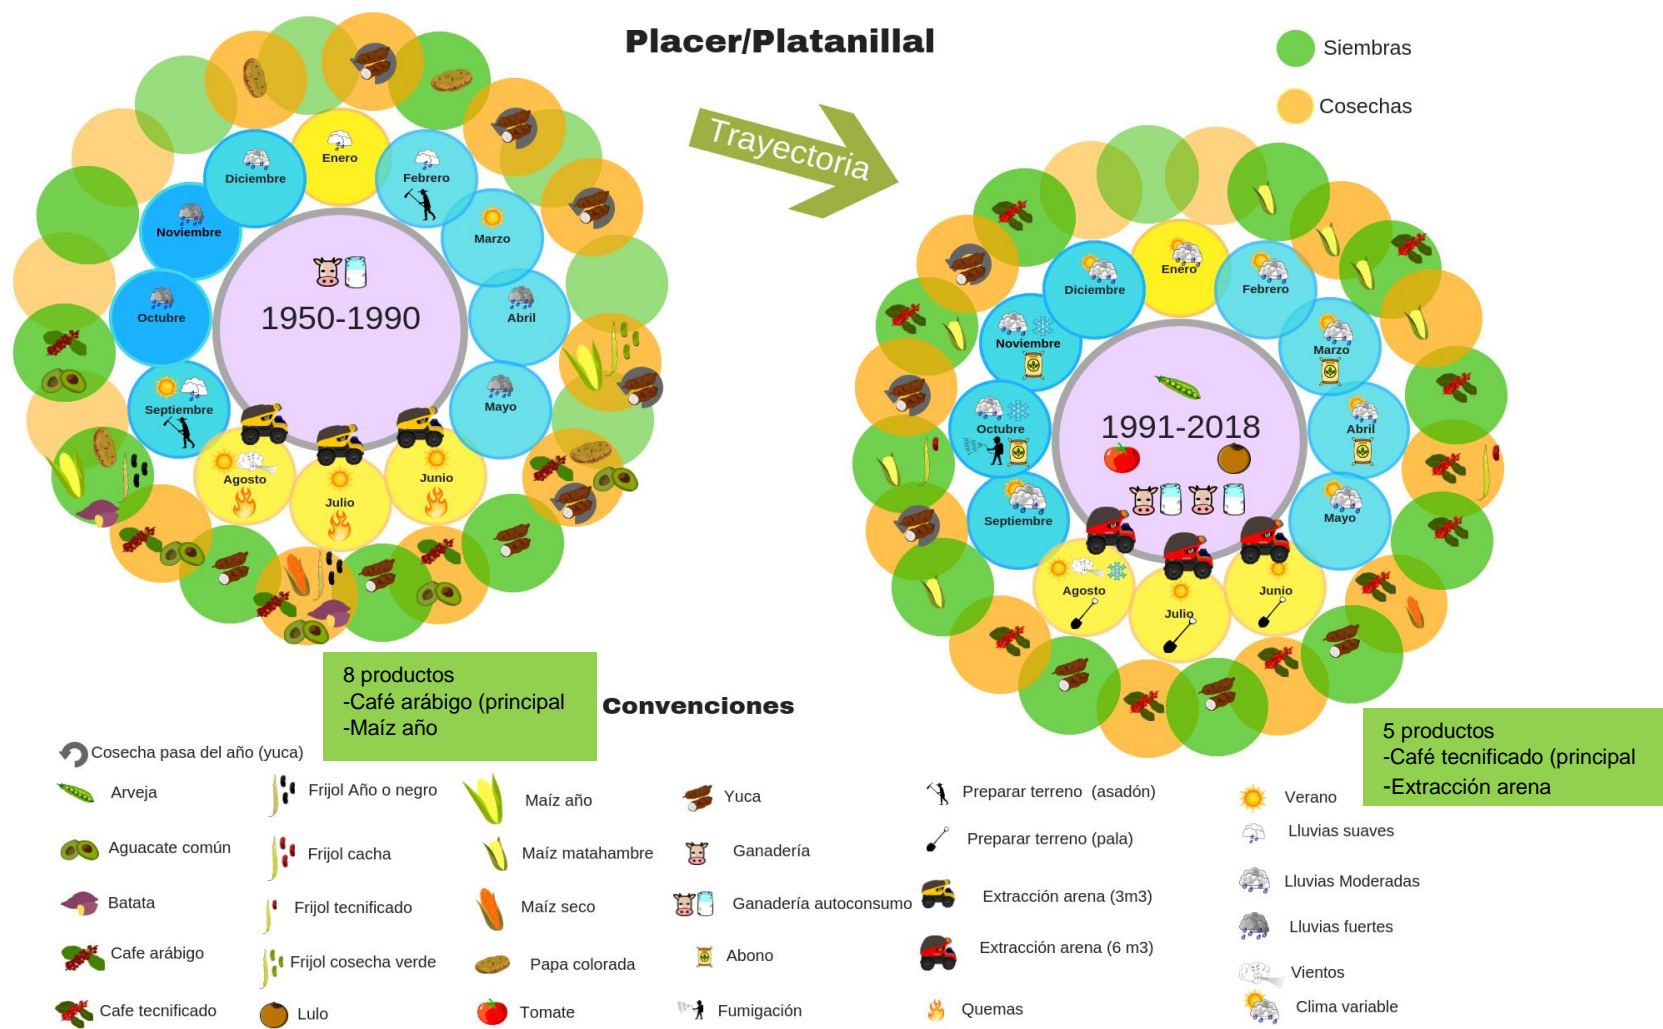 Placer/Platanillal
Siembras
Cosechas
Trayectoria
Enero
Febrero
Marzo
Abril
Mayo
Junio
Julio
Agosto
Septiembre
Octubre
Noviembre
Diciembre
1950-1990
Enero
Febrero
Marzo
Abril
Mayo
Junio
Julio
Agosto
Septiembre
Octubre
Noviembre
Diciembre
1991-2018
8 productos
-Café arábigo (principal
-Maíz año
5 productos
-Café tecnificado (principal
-Extracción arena
Convenciones
Cosecha pasa del año (yuca)
Arveja
Aguacate común
Batata
Cafe arábigo
Cafe tecnificado
Frijol Año o negro
Frijol cacha
Frijol tecnificado
Frijol cosecha verde
Lulo
Maíz año
Maíz matahambre
Maíz seco
Papa colorada
Tomate
Yuca
Ganadería
Ganadería autoconsumo
Abono
Fumigación
Preparar terreno (asadón)
Preparar terreno (pala)
Extracción arena (3m3)
Extracción arena (6 m3)
Quemas
Verano
Lluvias suaves
Lluvias Moderadas
Lluvias fuertes
Vientos
Clima variable